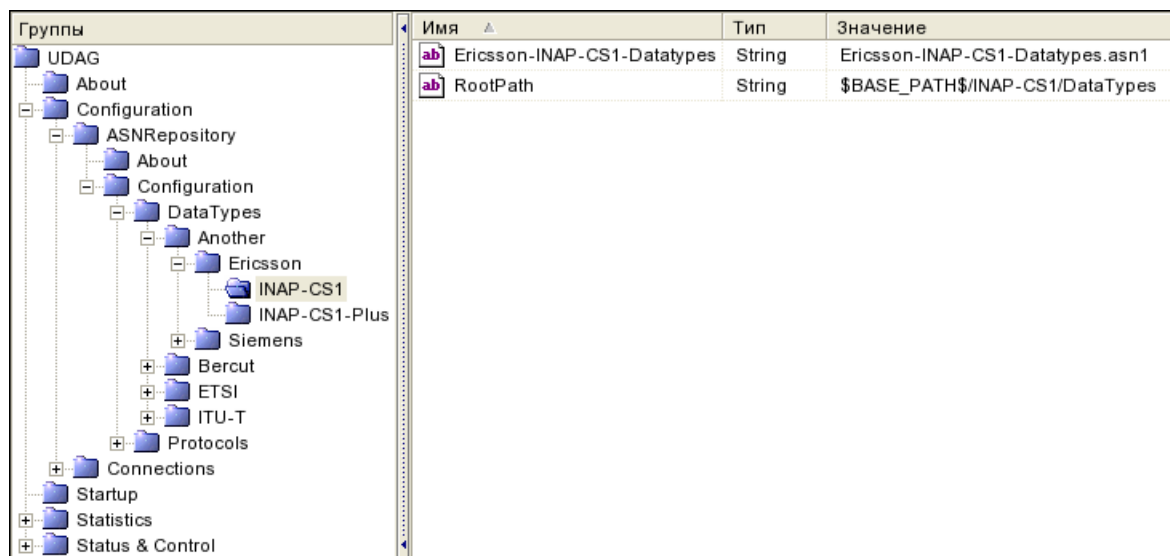 Группы
UDAG
About
Configuration
ASNRepository
About
Configuration
DataTypes
Another
Ericsson
INAP-CS1
INAP-CS1-Plus
Siemens
Bercut
ETSI
ITU-T
Protocols
Connections
Startup
Statistics
Status & Control
Имя Тип Значение
ab Ericsson-INAP-CS1-Datatypes String Ericsson-INAP-CS1-Datatypes.asn1
ab RootPath String $BASE_PATH$/INAP-CS1/DataTypes